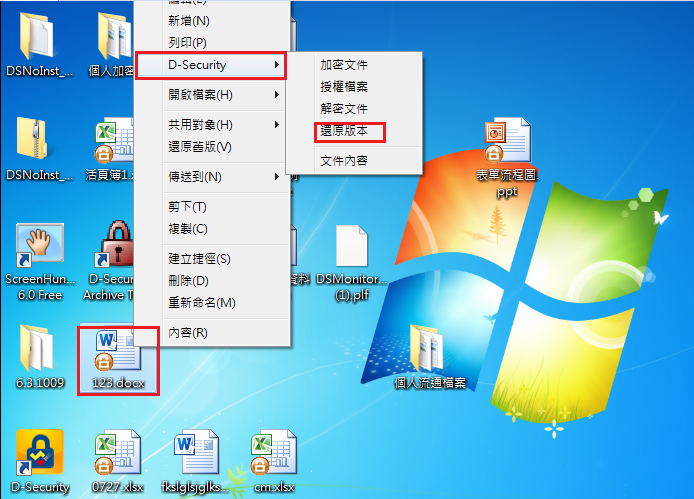 新增(N)
列印(P)
D-Security
開啟檔案(H)
共用對象(H)
還原舊版(V)
傳送到(N)
剪下(T)
複製(C)
建立捷徑(S)
刪除(D)
重新命名(M)
內容(R)
加密文件
授權檔案
解密文件
還原版本
文件內容
DSNoInst_...
個人加密
DSNoInst_...
活頁簿1.x
表單流程圖.
ppt
ScreenHun...
6.0 Free
D-Secu
Archive T
資料
DSMonitor...
(1).plf
6.3.1009
123.docx
個人流通檔案
D-Security
0727.xlsx
fkslglsjglks...
cm.xlsx